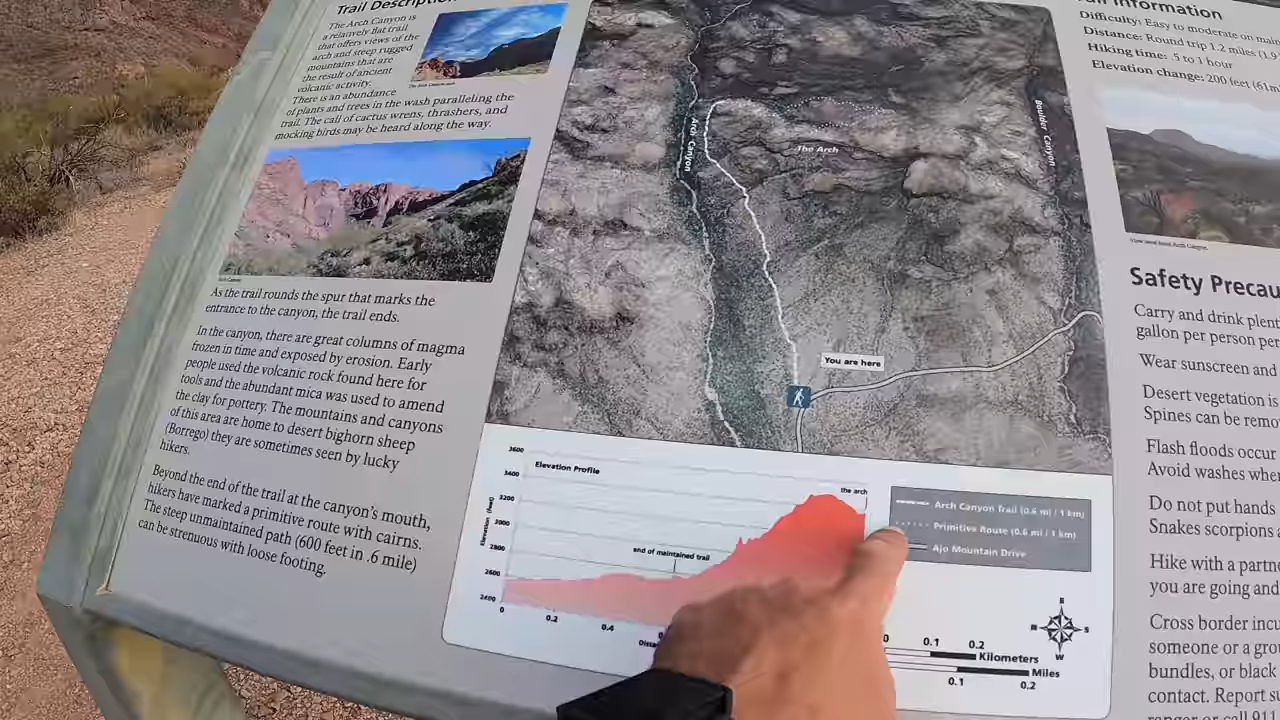 Trail Description
The Arch Canyon is
a relatively flat trail
that offers views of the
arch and steep rugged
mountains that are
the result of ancient
volcanic activity.
There is an abundance
of plants and trees in the wash paralleling the
trail. The call of cactus wrens, thrashers, and
mocking birds may be heard along the way.
As the trail rounds the spur that marks the
entrance to the canyon, the trail ends.
In the canyon, there are great columns of magma
frozen in time and exposed by erosion. Early
people used the volcanic rock found here for
tools and the abundant mica was used to amend
the clay for pottery. The mountains and canyons
of this area are home to desert bighorn sheep
(Borrego) they are sometimes seen by lucky
hikers.
Beyond the end of the trail at the canyon's mouth,
hikers have marked a primitive route with cairns.
The steep unmaintained path (600 feet in .6 mile)
can be strenuous with loose footing.
Arch Canyon
The Arch
Boulder Canyon
You are here
Elevation Profile
Elevation (feet)
3600
3400
3200
3000
2800
2600
2400
the arch
end of maintained trail
0
0.2
0.4
Arch Canyon Trail (0.6 mi / 1 km)
Primitive Route (0.6 mi / 1 km)
Ajo Mountain Drive
E
N
S
W
0
0.1
0.2
Kilometers
Miles
0.1
0.2
Information
Difficulty: Easy to moderate on
Distance: Round trip 1.2 miles (1.9
Hiking time: .5 to 1 hour
Elevation change: 200 feet (61m
View west from Arch Canyon
Safety
Carry and drink
gallon per person
Wear sunscreen and
Desert vegetation is
Spines can be
Flash floods occur
Avoid washes
Do not put hands
Snakes scorpions
Hike with a
you are going and
Cross border
someone or a
bundles, or black
contact. Report
ranger or call 911